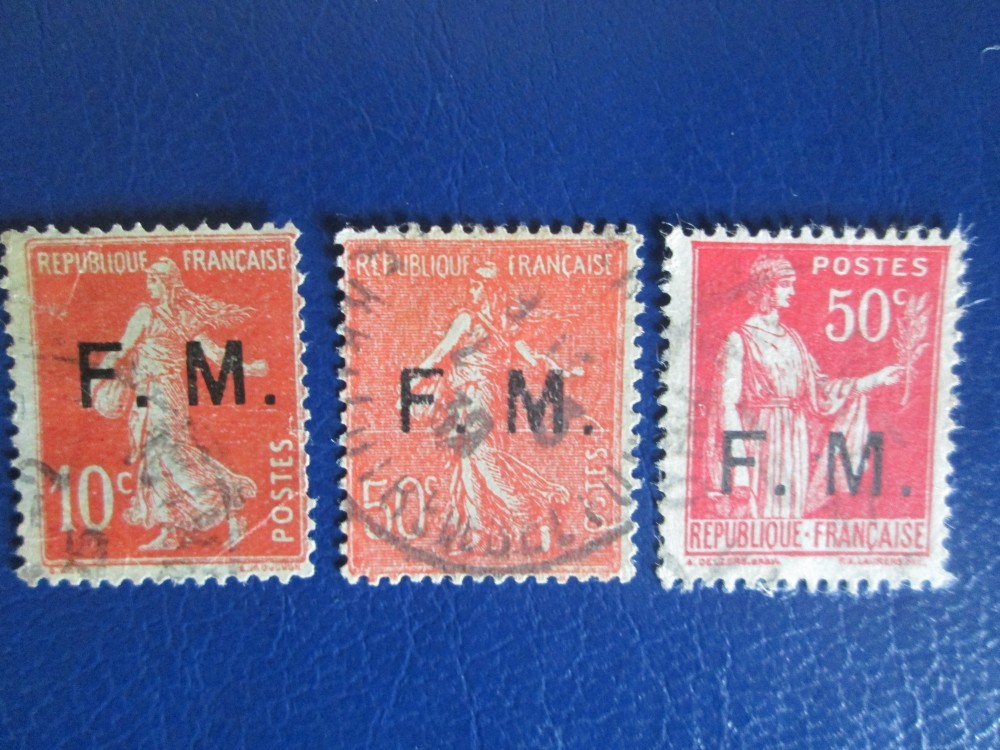 REPUBLIQUE FRANÇAISE
F. M.
10c
POSTES
REPUBLIQUE FRANÇAISE
F. M.
50c
POSTES
POSTES
50c
F. M.
REPUBLIQUE·FRANÇAISE